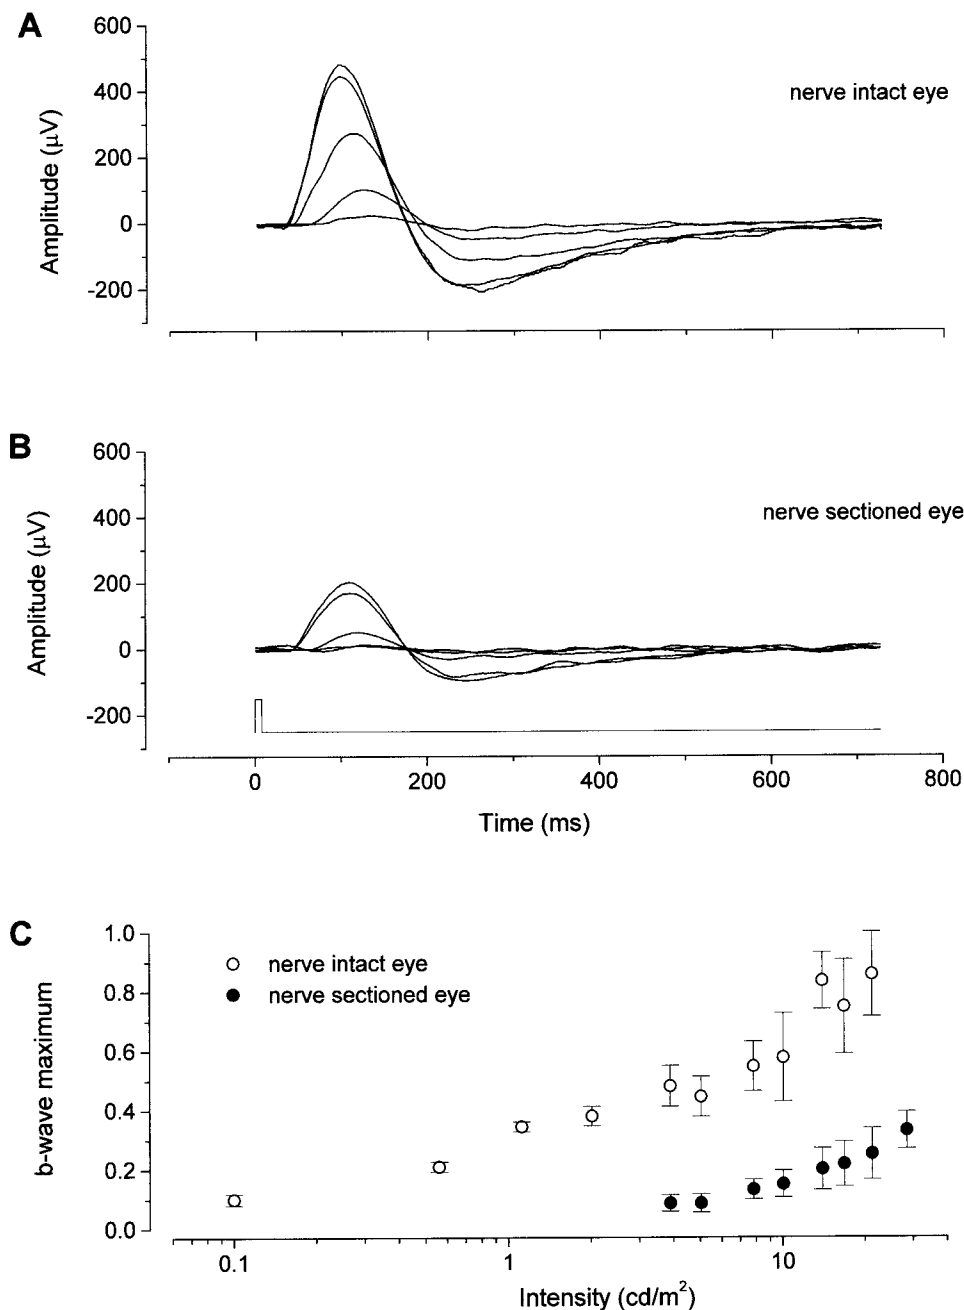 A
600
400
200
0
-200
Amplitude (μV)
nerve intact eye
B
600
400
200
0
-200
Amplitude (μV)
nerve sectioned eye
0 200 400 600 800
Time (ms)
C
1.0
0.8
0.6
0.4
0.2
0.0
b-wave maximum
nerve intact eye
nerve sectioned eye
0.1 1 10
Intensity (cd/m²)